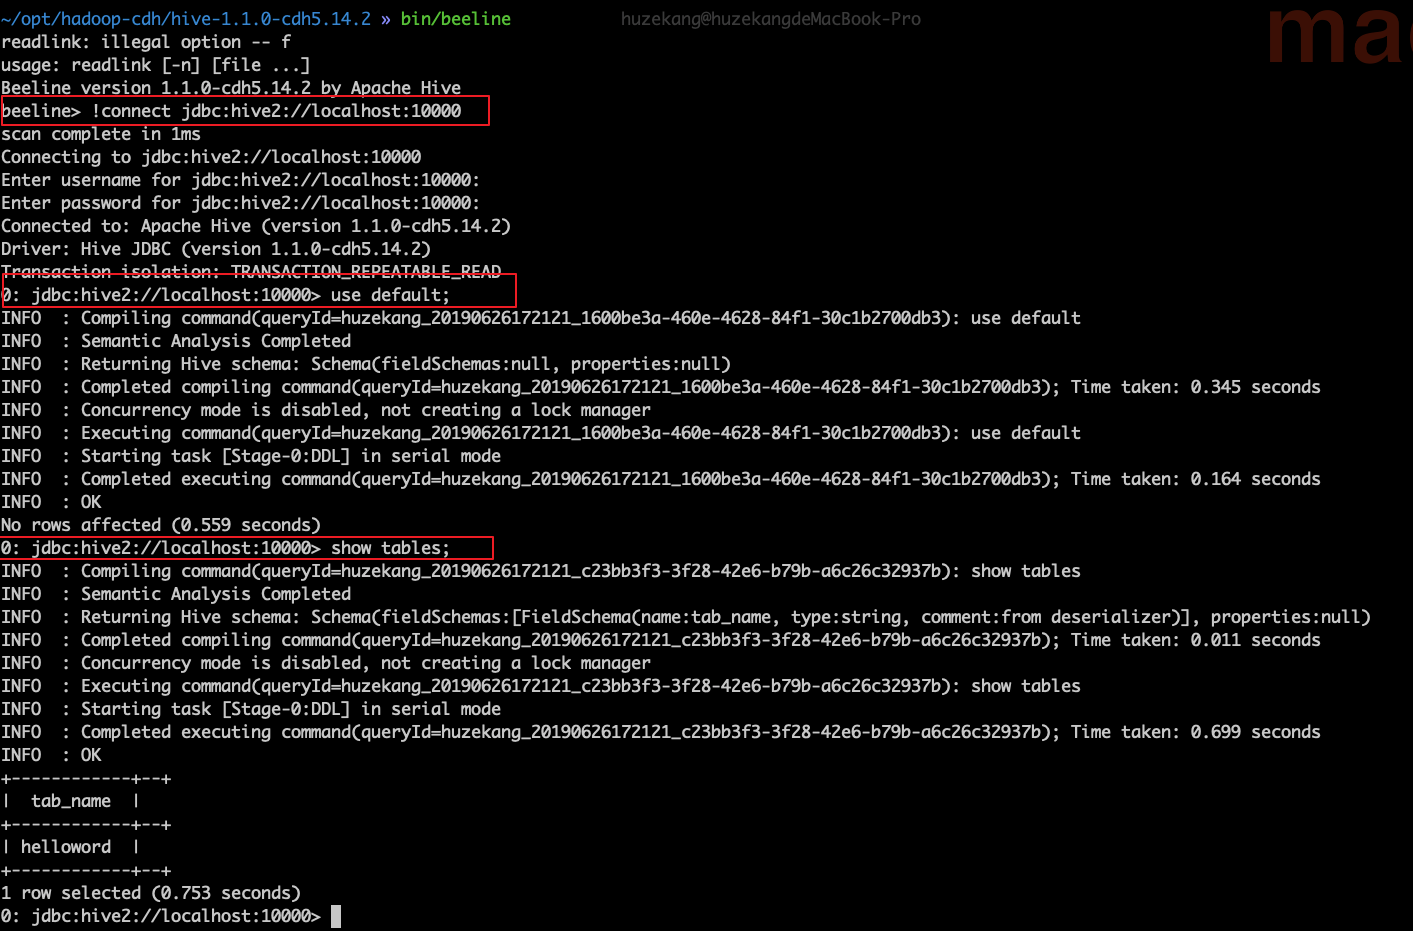 ~/opt/hadoop-cdh/hive-1.1.0-cdh5.14.2 » bin/beeline huzekang@huzekangdeMacBook-Pro
readlink: illegal option -- f
usage: readlink [-n] [file ...]
Beeline version 1.1.0-cdh5.14.2 by Apache Hive
beeline> !connect jdbc:hive2://localhost:10000
scan complete in 1ms
Connecting to jdbc:hive2://localhost:10000
Enter username for jdbc:hive2://localhost:10000:
Enter password for jdbc:hive2://localhost:10000:
Connected to: Apache Hive (version 1.1.0-cdh5.14.2)
Driver: Hive JDBC (version 1.1.0-cdh5.14.2)
Transaction isolation: TRANSACTION_REPEATABLE_READ
0: jdbc:hive2://localhost:10000> use default;
INFO  : Compiling command(queryId=huzekang_20190626172121_1600be3a-460e-4628-84f1-30c1b2700db3): use default
INFO  : Semantic Analysis Completed
INFO  : Returning Hive schema: Schema(fieldSchemas:null, properties:null)
INFO  : Completed compiling command(queryId=huzekang_20190626172121_1600be3a-460e-4628-84f1-30c1b2700db3); Time taken: 0.345 seconds
INFO  : Concurrency mode is disabled, not creating a lock manager
INFO  : Executing command(queryId=huzekang_20190626172121_1600be3a-460e-4628-84f1-30c1b2700db3): use default
INFO  : Starting task [Stage-0:DDL] in serial mode
INFO  : Completed executing command(queryId=huzekang_20190626172121_1600be3a-460e-4628-84f1-30c1b2700db3); Time taken: 0.164 seconds
INFO  : OK
No rows affected (0.559 seconds)
0: jdbc:hive2://localhost:10000> show tables;
INFO  : Compiling command(queryId=huzekang_20190626172121_c23bb3f3-3f28-42e6-b79b-a6c26c32937b): show tables
INFO  : Semantic Analysis Completed
INFO  : Returning Hive schema: Schema(fieldSchemas:[FieldSchema(name:tab_name, type:string, comment:from deserializer)], properties:null)
INFO  : Completed compiling command(queryId=huzekang_20190626172121_c23bb3f3-3f28-42e6-b79b-a6c26c32937b); Time taken: 0.011 seconds
INFO  : Concurrency mode is disabled, not creating a lock manager
INFO  : Executing command(queryId=huzekang_20190626172121_c23bb3f3-3f28-42e6-b79b-a6c26c32937b): show tables
INFO  : Starting task [Stage-0:DDL] in serial mode
INFO  : Completed executing command(queryId=huzekang_20190626172121_c23bb3f3-3f28-42e6-b79b-a6c26c32937b); Time taken: 0.699 seconds
INFO  : OK
+------------+--+
|  tab_name  |
+------------+--+
| helloword  |
+------------+--+
1 row selected (0.753 seconds)
0: jdbc:hive2://localhost:10000>